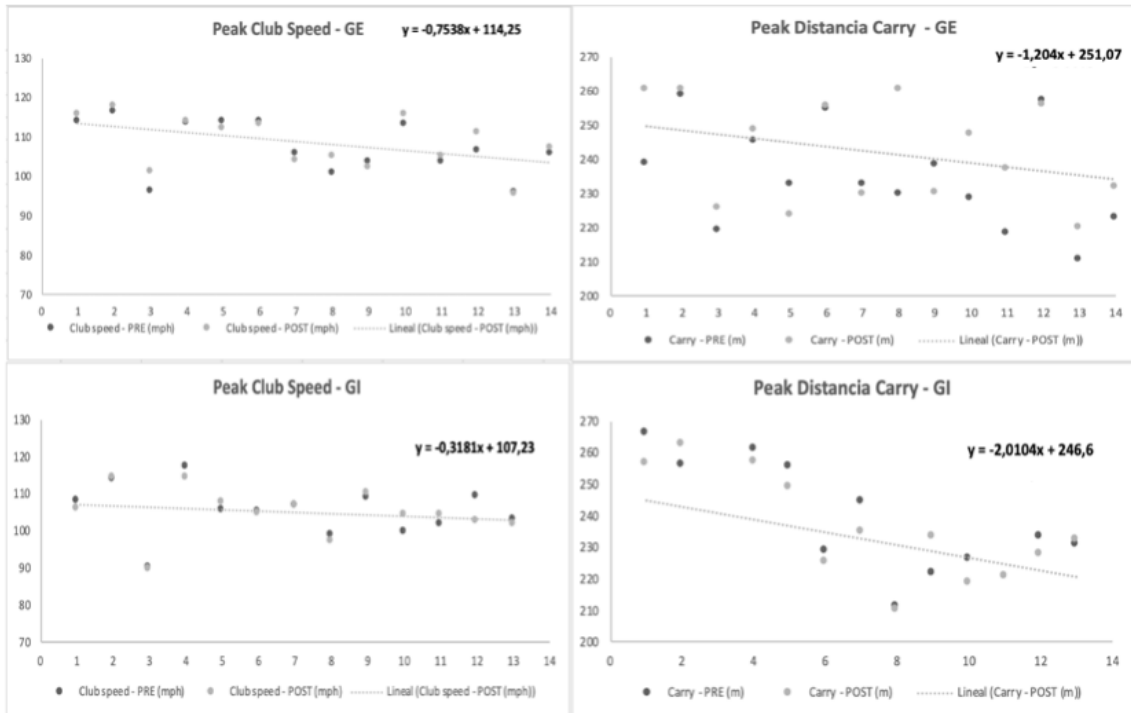 Peak Club Speed - GE
y = -0,7538x + 114,25
130
120
110
100
90
80
70
0 1 2 3 4 5 6 7 8 9 10 11 12 13 14
Club speed - PRE (mph) Club speed - POST (mph) Lineal (Club speed - POST (mph))
Peak Distancia Carry - GE
y = -1,204x + 251,07
270
260
250
240
230
220
210
200
0 1 2 3 4 5 6 7 8 9 10 11 12 13 14
Carry - PRE (m) Carry - POST (m) Lineal (Carry - POST (m))
Peak Club Speed - GI
y = -0,3181x + 107,23
130
120
110
100
90
80
70
0 1 2 3 4 5 6 7 8 9 10 11 12 13 14
Club speed - PRE (mph) Club speed - POST (mph) Lineal (Club speed - POST (mph))
Peak Distancia Carry - GI
y = -2,0104x + 246,6
270
260
250
240
230
220
210
200
0 2 4 6 8 10 12 14
Carry - PRE (m) Carry - POST (m) Lineal (Carry - POST (m))